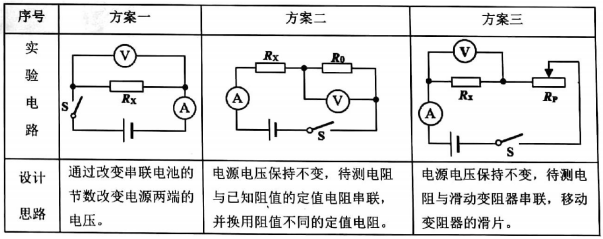 序号 方案一 方案二 方案三
实验电路
V
RX
S
A
RX R0
A
V
S
V
RX RP
A
S
设计思路
通过改变串联电池的
节数改变电源两端的
电压。
电源电压保持不变，待测电阻
与已知阻值的定值电阻串联，
并换用阻值不同的定值电阻。
电源电压保持不变，待测电
阻与滑动变阻器串联，移动
变阻器的滑片。